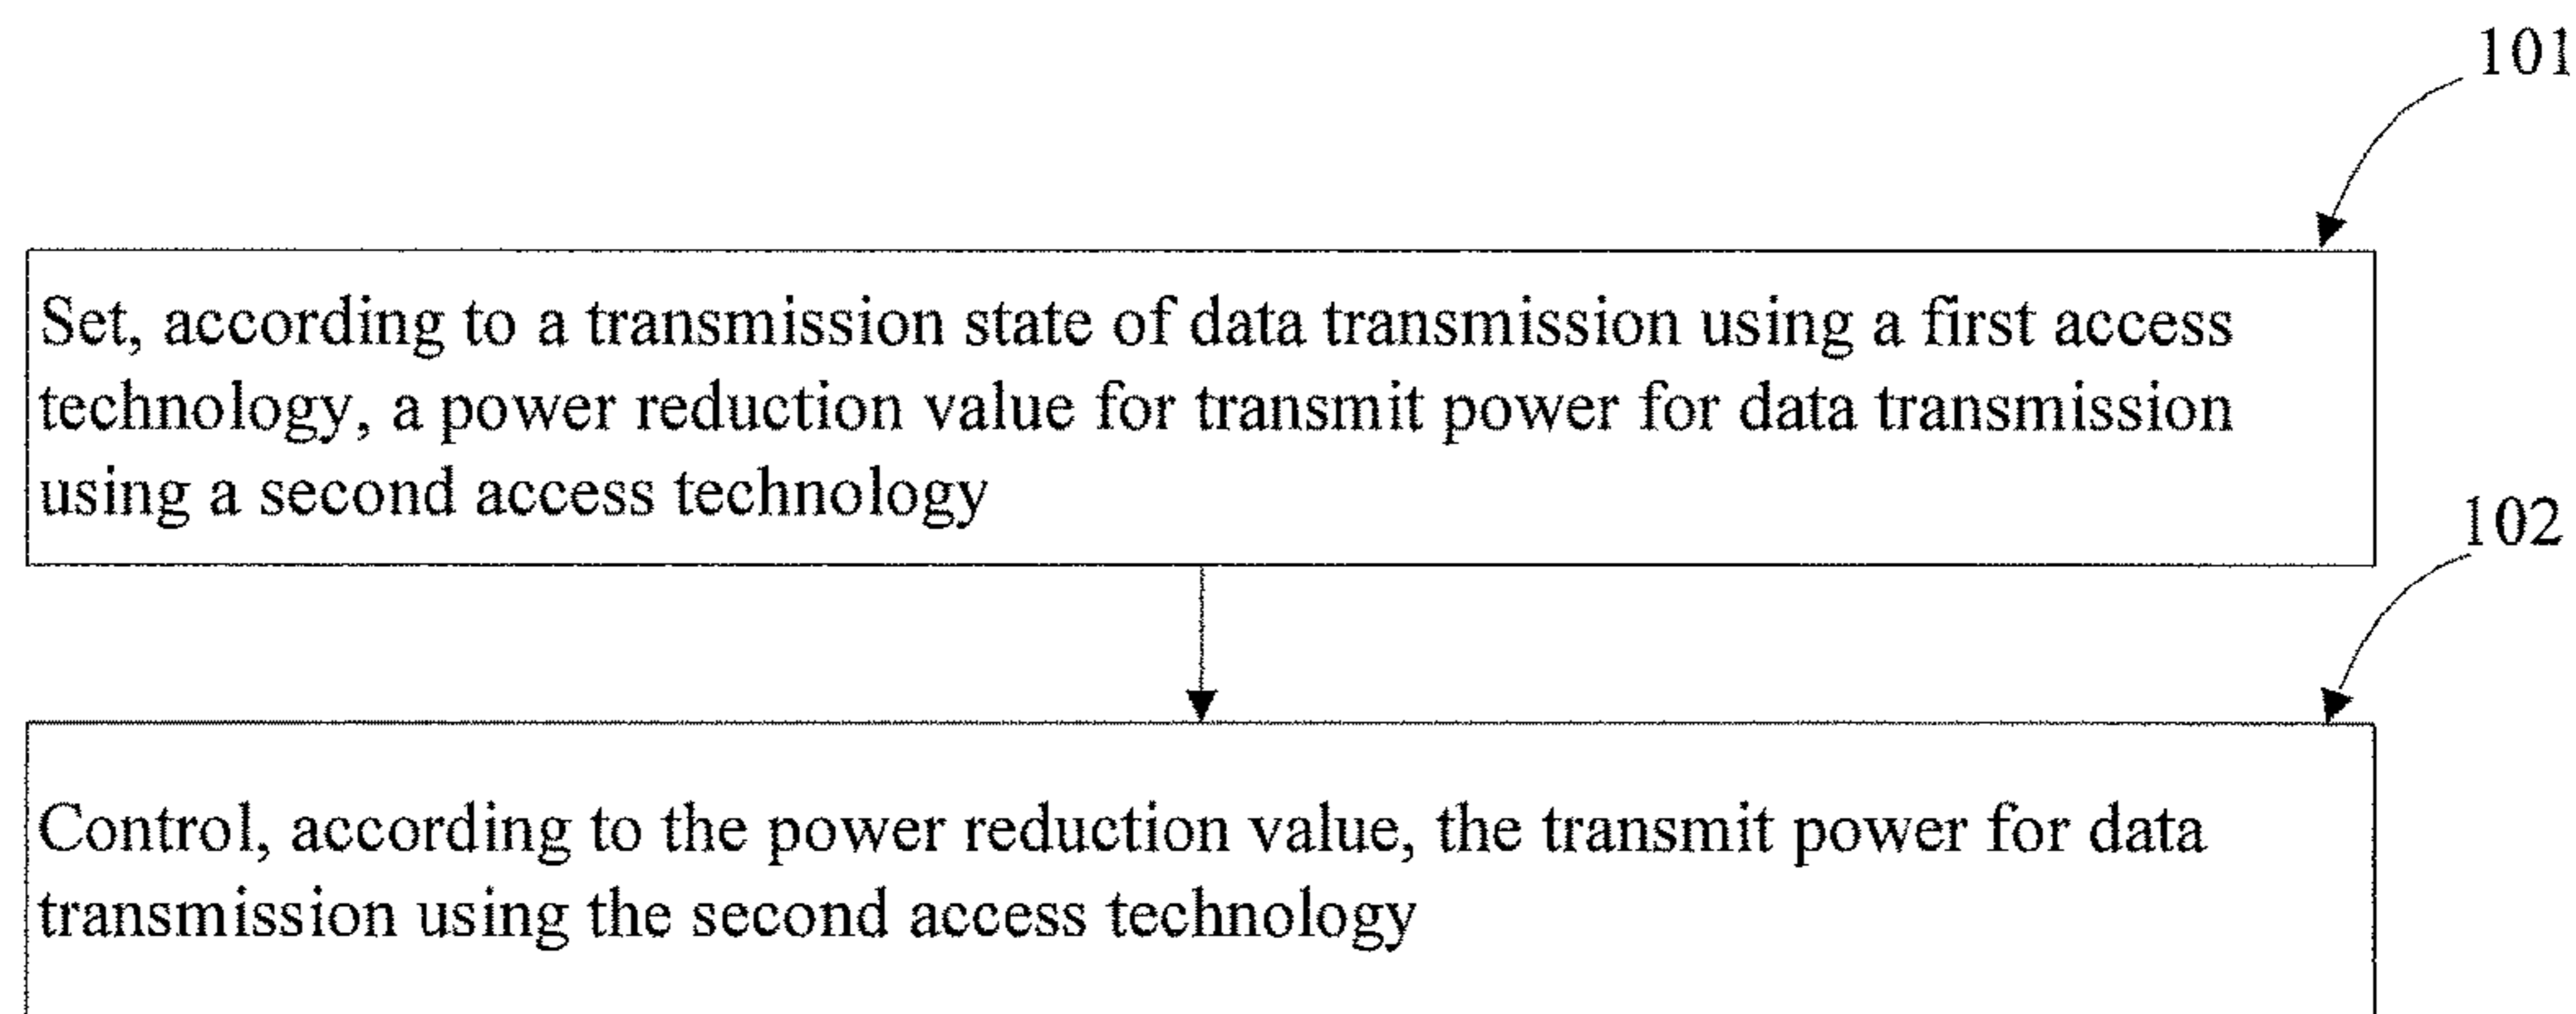 101
Set, according to a transmission state of data transmission using a first access
technology, a power reduction value for transmit power for data transmission
using a second access technology
102
Control, according to the power reduction value, the transmit power for data
transmission using the second access technology